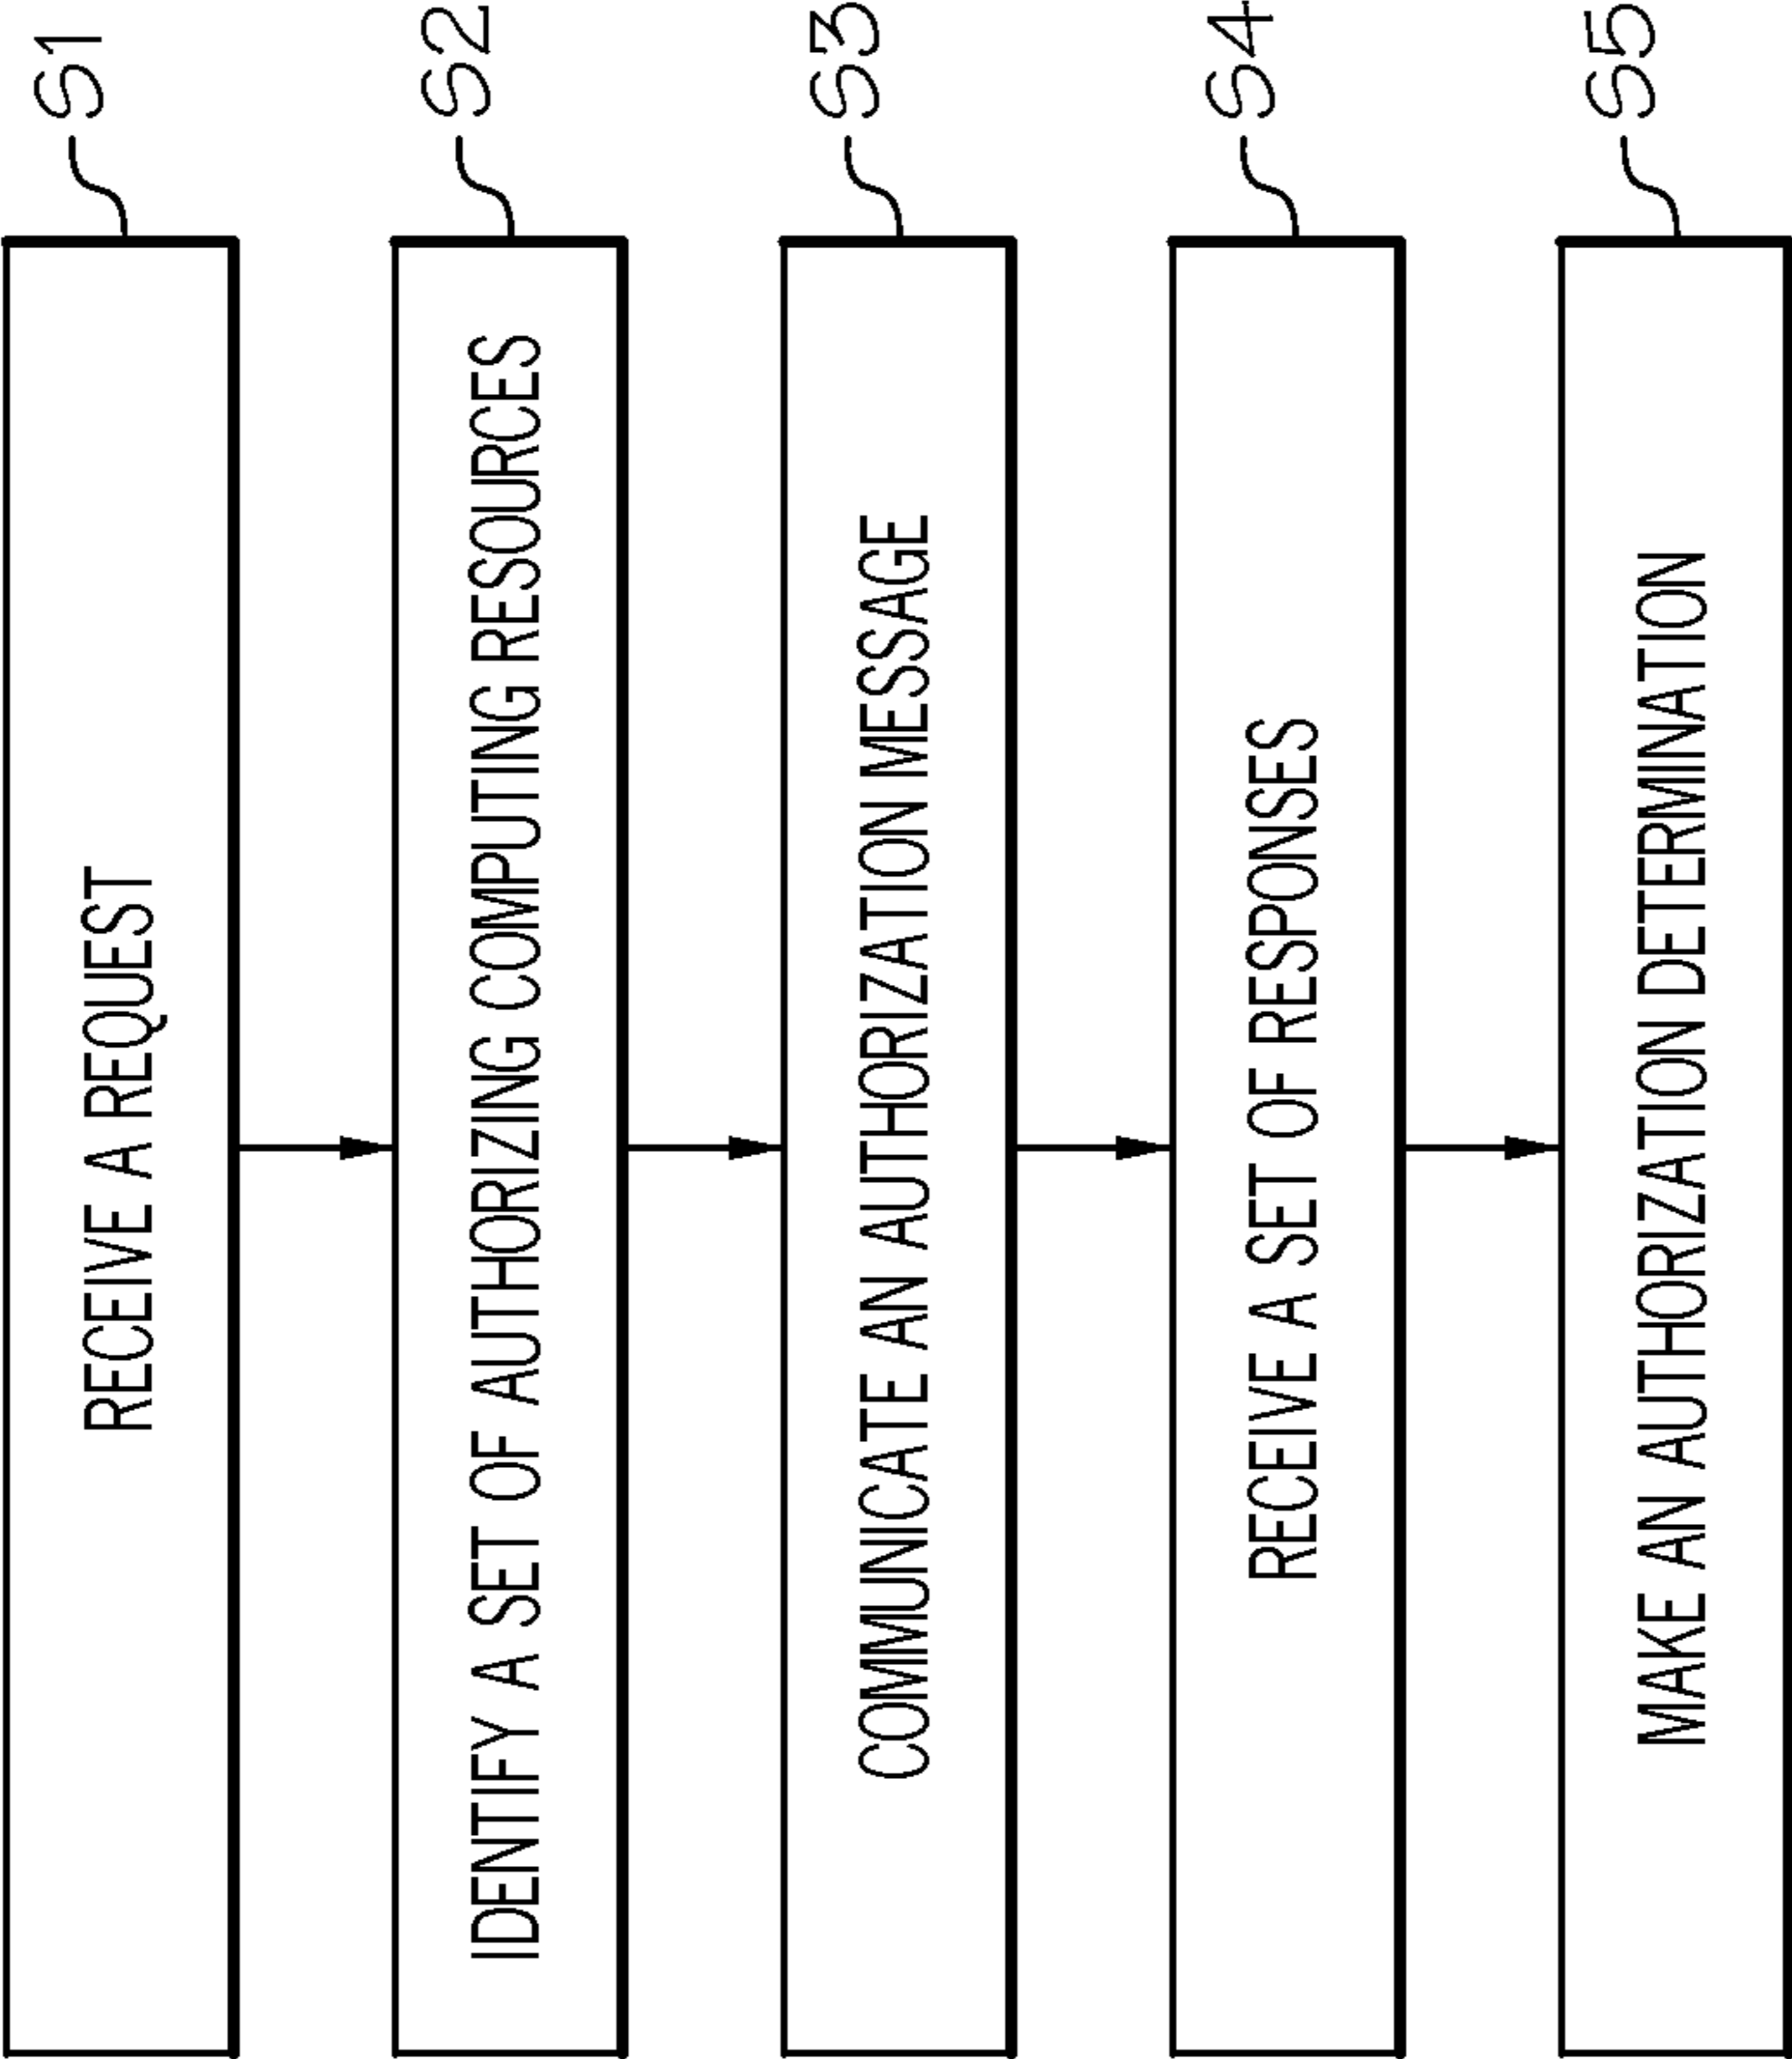 RECEIVE A REQUEST
S1
IDENTIFY A SET OF AUTHORIZING COMPUTING RESOURCES
S2
COMMUNICATE AN AUTHORIZATION MESSAGE
S3
RECEIVE A SET OF RESPONSES
S4
MAKE AN AUTHORIZATION DETERMINATION
S5